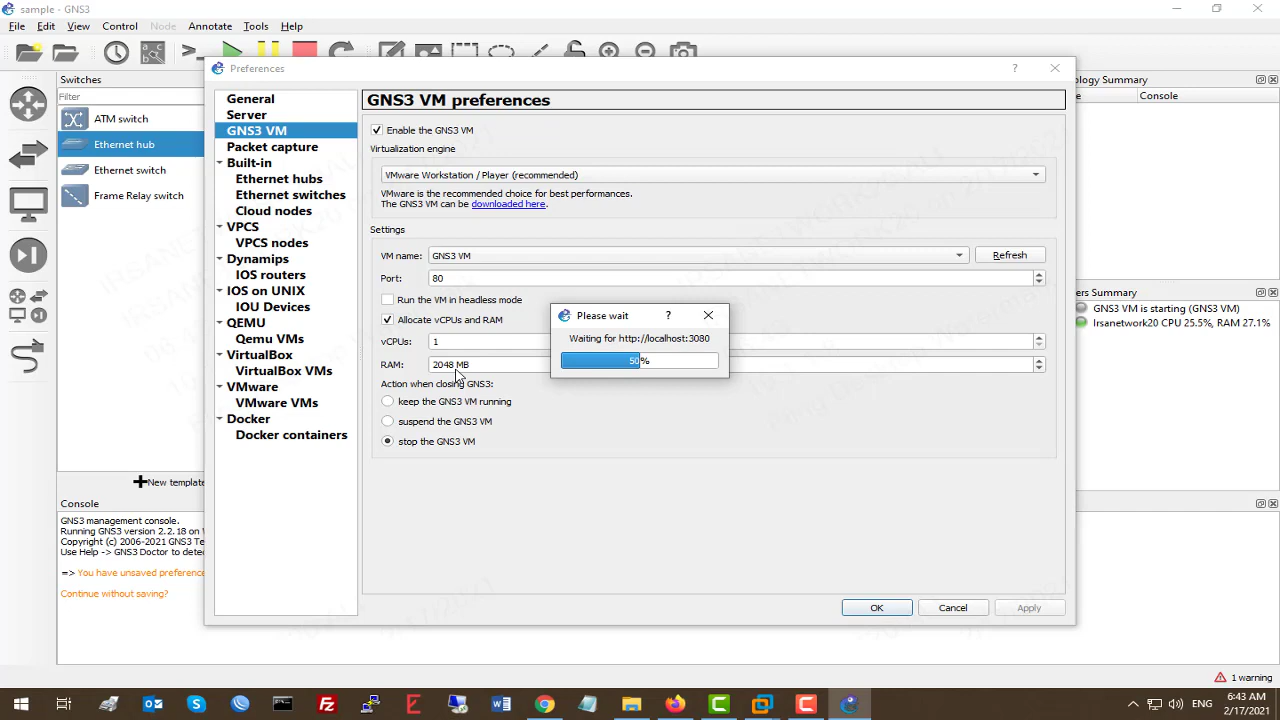 sample - GNS3
File Edit View Control Node Annotate Tools Help
Switches
Filter
ATM switch
Ethernet hub
Ethernet switch
Frame Relay switch
New template
Preferences
?
General
Server
GNS3 VM
Packet capture
Built-in
Ethernet hubs
Ethernet switches
Cloud nodes
VPCS
VPCS nodes
Dynamips
IOS routers
IOS on UNIX
IOU Devices
QEMU
Qemu VMs
VirtualBox
VirtualBox VMs
VMware
VMware VMs
Docker
Docker containers
GNS3 VM preferences
Enable the GNS3 VM
Virtualization engine
VMware Workstation / Player (recommended)
VMware is the recommended choice for best performances.
The GNS3 VM can be downloaded here.
Settings
VM name: GNS3 VM Refresh
Port: 80
Run the VM in headless mode
Allocate vCPUs and RAM
vCPUs: 1
RAM: 2048 MB
Action when closing GNS3:
keep the GNS3 VM running
suspend the GNS3 VM
stop the GNS3 VM
Please wait ?
Waiting for http://localhost:3080
50%
OK Cancel Apply
ology Summary
e Console
ers Summary
GNS3 VM is starting (GNS3 VM)
Irsanetwork20 CPU 25.5%, RAM 27.1%
Console
GNS3 management console.
Running GNS3 version 2.2.18 on
Copyright (c) 2006-2021 GNS3
Use Help -> GNS3 Doctor to
=> You have unsaved preference
Continue without saving?
1 warning
ENG
6:43 AM
2/17/2021